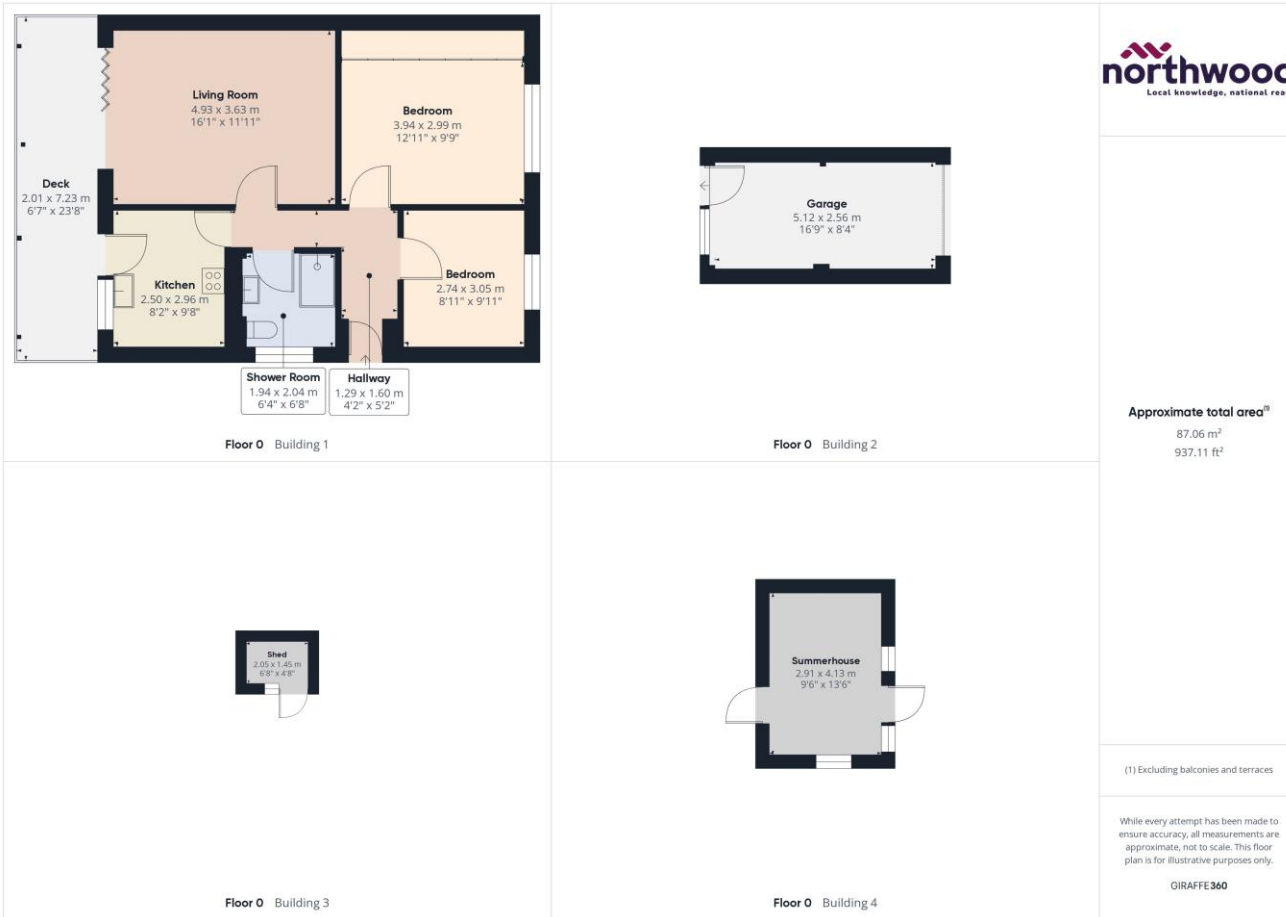 Living Room
4.93 x 3.63 m
16'1" x 11'11"
Bedroom
3.94 x 2.99 m
12'11" x 9'9"
Deck
2.01 x 7.23 m
6'7" x 23'8"
Kitchen
2.50 x 2.96 m
8'2" x 9'8"
Bedroom
2.74 x 3.05 m
8'11" x 9'11"
Shower Room
1.94 x 2.04 m
6'4" x 6'8"
Hallway
1.29 x 1.60 m
4'2" x 5'2"
Floor 0 Building 1
Garage
5.12 x 2.56 m
16'9" x 8'4"
Floor 0 Building 2
Shed
2.05 x 1.45 m
6'8" x 4'8"
Floor 0 Building 3
Summerhouse
2.91 x 4.13 m
9'6" x 13'6"
Floor 0 Building 4
northwood
Local knowledge, national rea
Approximate total area(1)
87.06 m²
937.11 ft²
(1) Excluding balconies and terraces
While every attempt has been made to
ensure accuracy, all measurements are
approximate, not to scale. This floor
plan is for illustrative purposes only.
GIRAFFE360